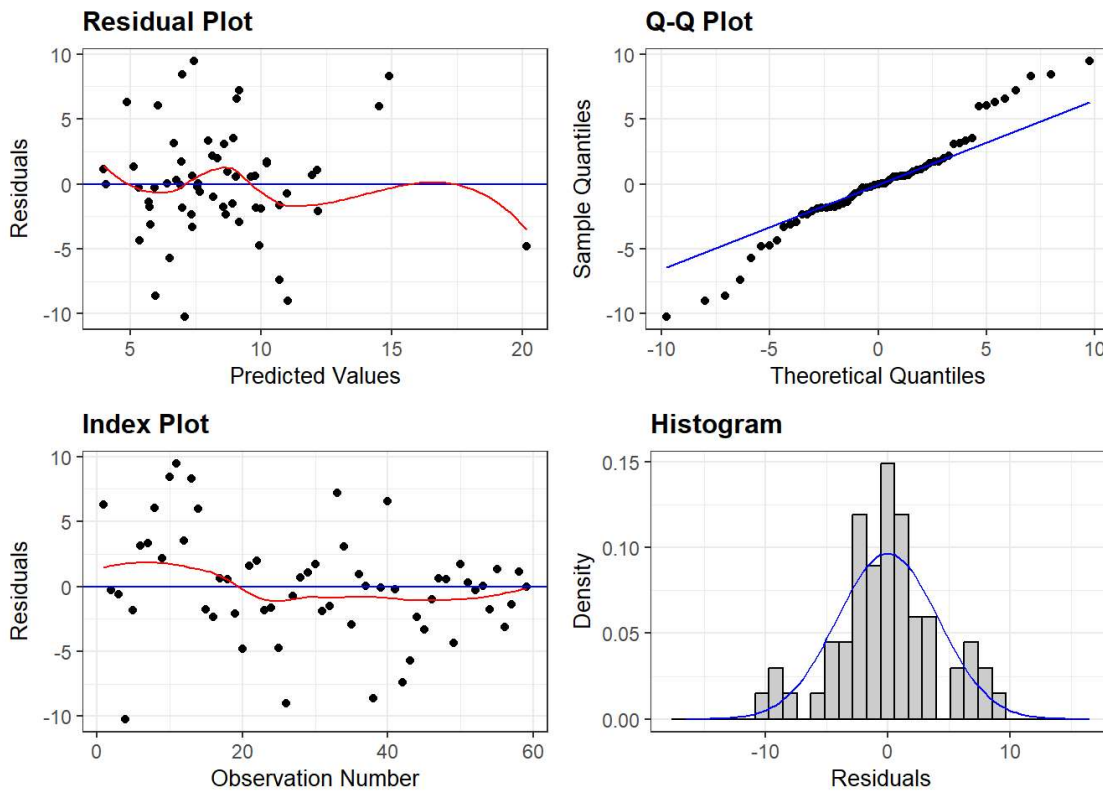 Residual Plot
10
5
0
-5
-10
Residuals
5
10
15
20
Predicted Values
Q-Q Plot
10
5
0
-5
-10
Sample Quantiles
-10
-5
0
5
10
Theoretical Quantiles
Index Plot
10
5
0
-5
-10
Residuals
0
20
40
60
Observation Number
Histogram
0.15
0.10
0.05
0.00
Density
-10
0
10
Residuals